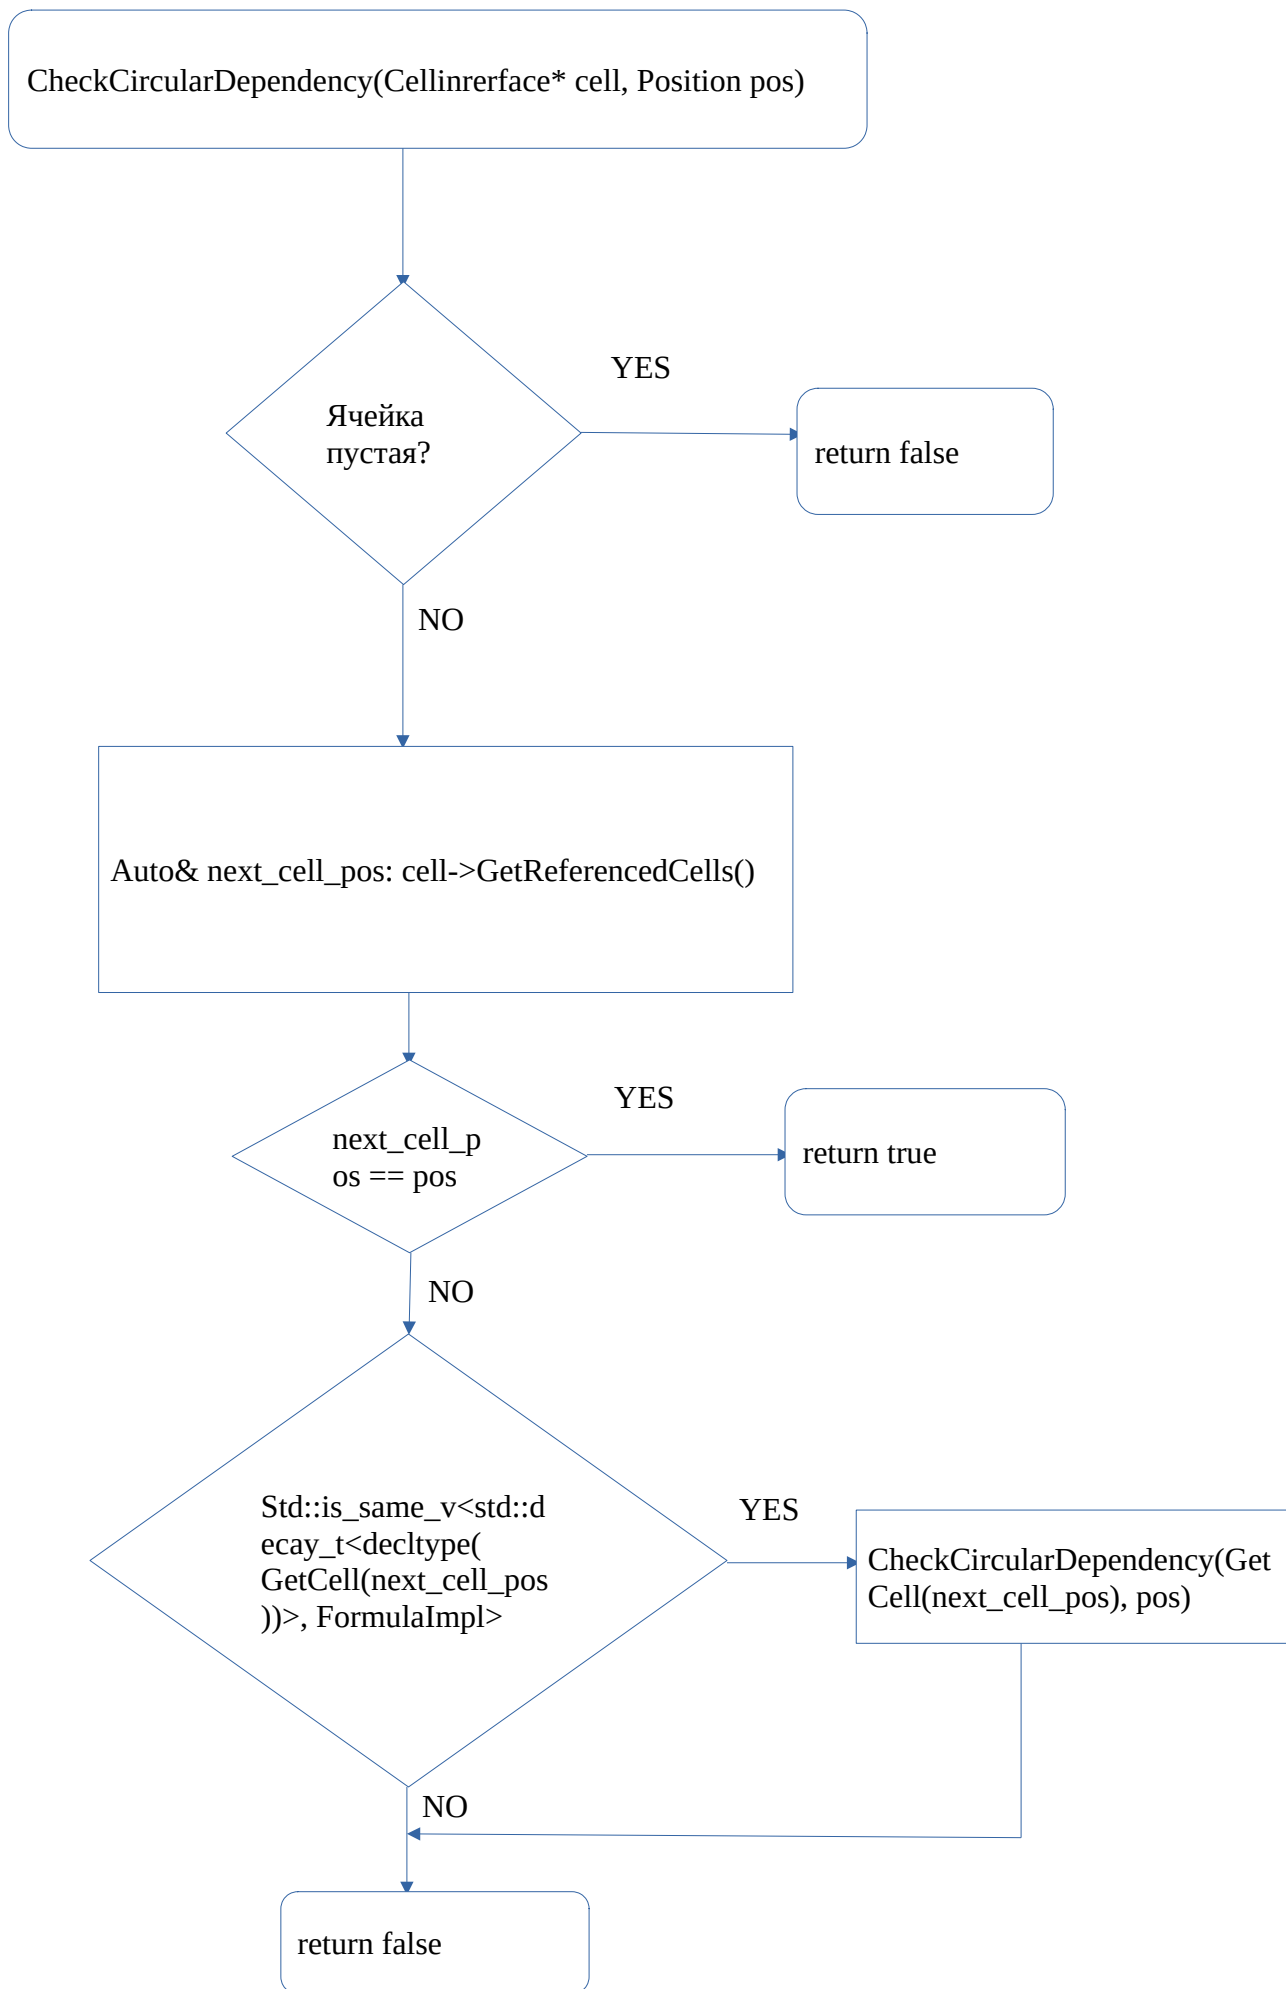 CheckCircularDependency(Cellinrerface* cell, Position pos)
YES
Ячейка
пустая?
return false
NO
Auto& next_cell_pos: cell->GetReferencedCells()
YES
next_cell_p
os == pos
return true
NO
Std::is_same_v<std::d
ecay_t<decltype(
GetCell(next_cell_pos
))>, FormulaImpl>
YES
CheckCircularDependency(Get
Cell(next_cell_pos), pos)
NO
return false